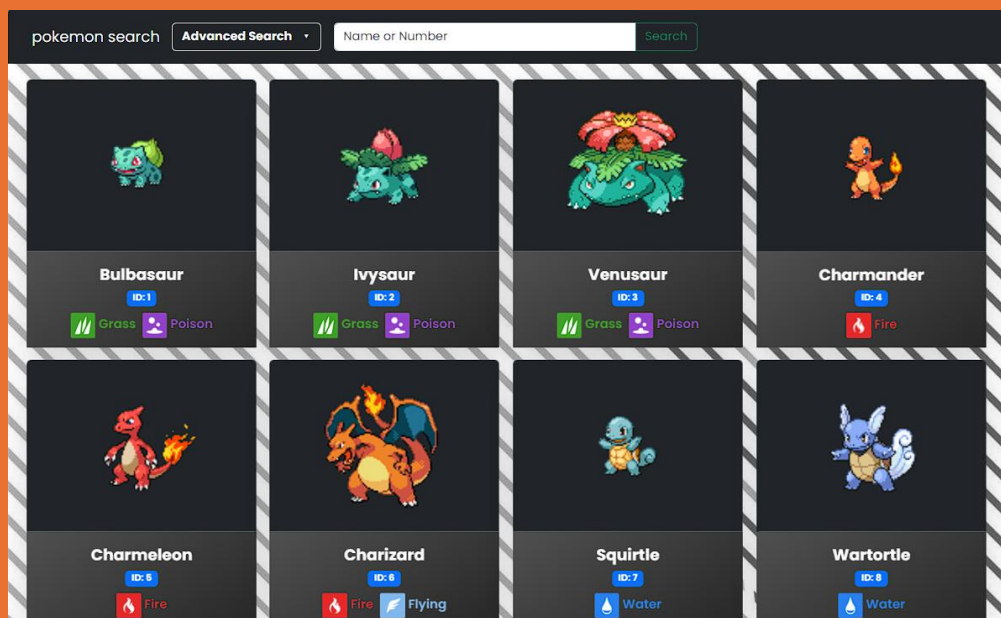 pokemon search Advanced Search Name or Number Search
Bulbasaur
ID: 1
Grass Poison
Ivysaur
ID: 2
Grass Poison
Venusaur
ID: 3
Grass Poison
Charmander
ID: 4
Fire
Charmeleon
ID: 5
Fire
Charizard
ID: 6
Fire Flying
Squirtle
ID: 7
Water
Wartortle
ID: 8
Water